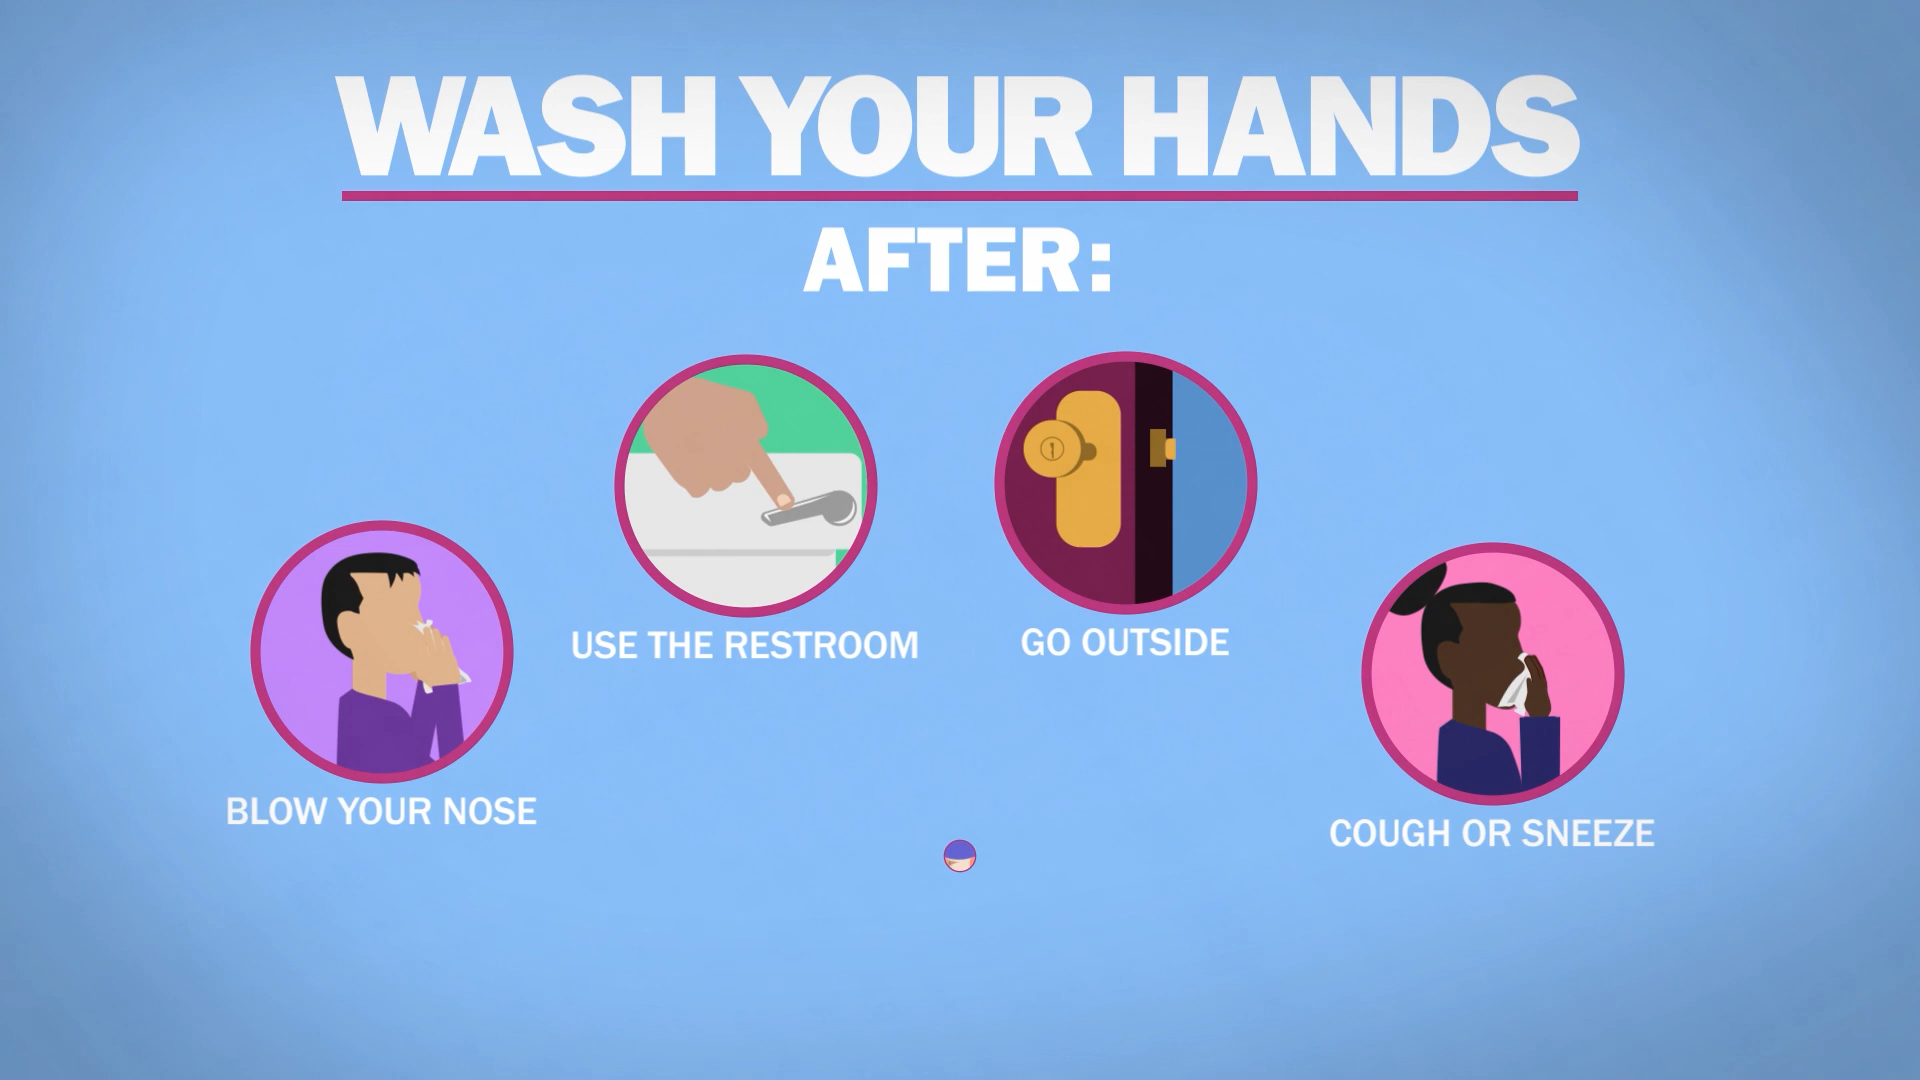 WASH YOUR HANDS
AFTER:
USE THE RESTROOM
GO OUTSIDE
BLOW YOUR NOSE
COUGH OR SNEEZE